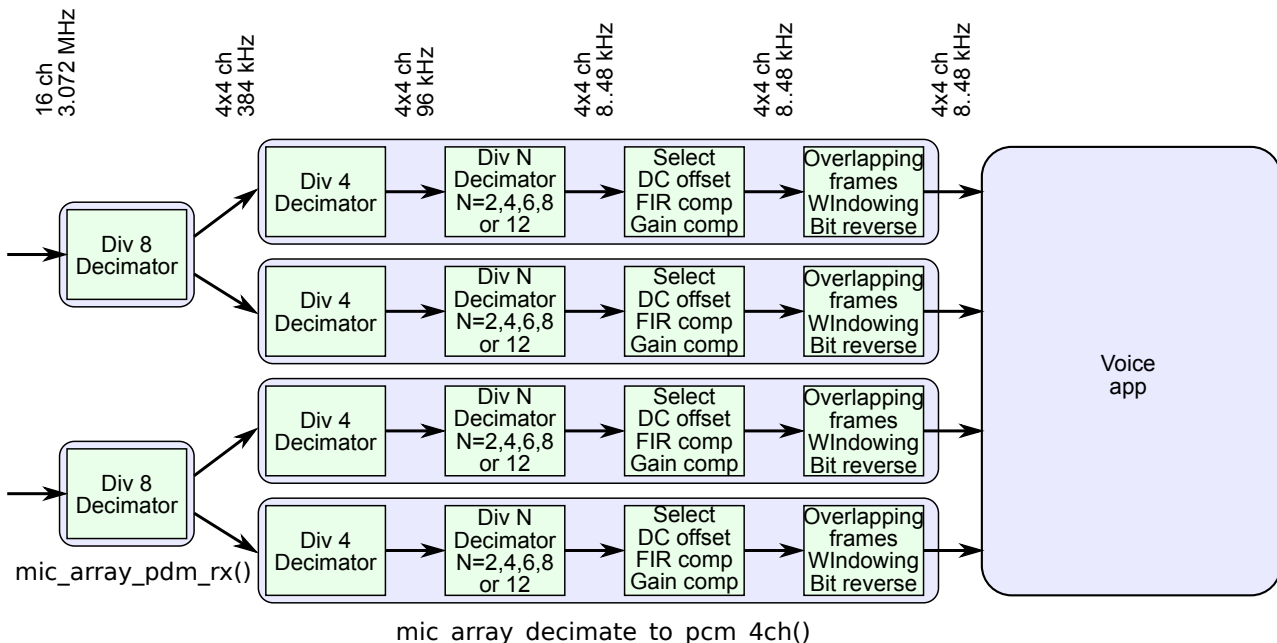 16 ch
3.072 MHz
4x4 ch
384 kHz
4x4 ch
96 kHz
4x4 ch
8..48 kHz
4x4 ch
8..48 kHz
4x4 ch
8..48 kHz
Div 8
Decimator
Div 4
Decimator
Div N
Decimator
N=2,4,6,8
or 12
Select
DC offset
FIR comp
Gain comp
Overlapping
frames
WIndowing
Bit reverse
Div 4
Decimator
Div N
Decimator
N=2,4,6,8
or 12
Select
DC offset
FIR comp
Gain comp
Overlapping
frames
WIndowing
Bit reverse
Voice
app
Div 8
Decimator
Div 4
Decimator
Div N
Decimator
N=2,4,6,8
or 12
Select
DC offset
FIR comp
Gain comp
Overlapping
frames
WIndowing
Bit reverse
Div 4
Decimator
Div N
Decimator
N=2,4,6,8
or 12
Select
DC offset
FIR comp
Gain comp
Overlapping
frames
WIndowing
Bit reverse
mic_array_pdm_rx()
mic_array_decimate_to_pcm_4ch()